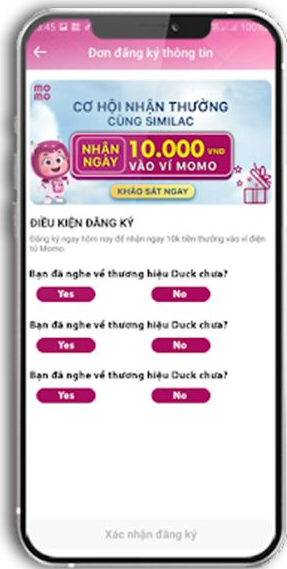 :45
100%
Đơn đăng ký thông tin
mo
mo
CƠ HỘI NHẬN THƯỞNG
CÙNG SIMILAC
NHẬN
NGAY
10.000 VND
VÀO VÍ MOMO
KHẢO SÁT NGAY
ĐIỀU KIỆN ĐĂNG KÝ
Đăng ký ngay hôm nay để nhận ngay 10k tiền thưởng vào ví điện
tử Momo.
Bạn đã nghe về thương hiệu Duck chưa?
Yes No
Bạn đã nghe về thương hiệu Duck chưa?
Yes No
Bạn đã nghe về thương hiệu Duck chưa?
Yes No
Xác nhận đăng ký